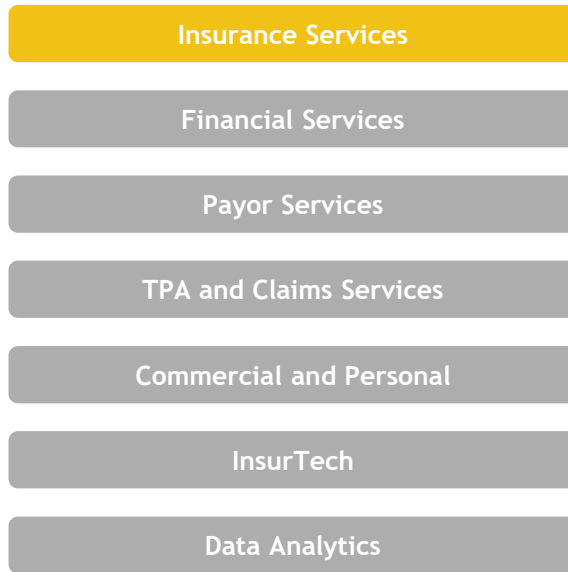 Insurance Services
Financial Services
Payor Services
TPA and Claims Services
Commercial and Personal
InsurTech
Data Analytics